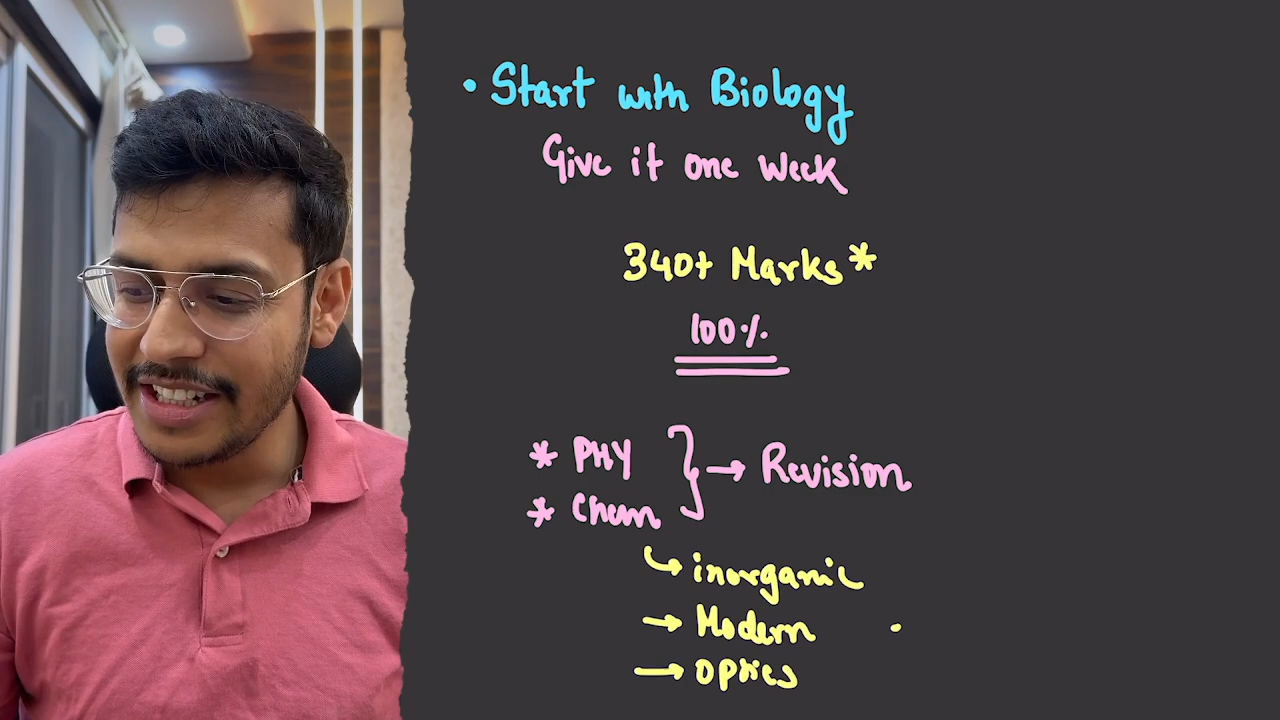 • Start with Biology
Give it one week
340+ Marks*
100%
* PHY
* Chem
} → Revision
↳ inorganic
→ Modern
→ optics